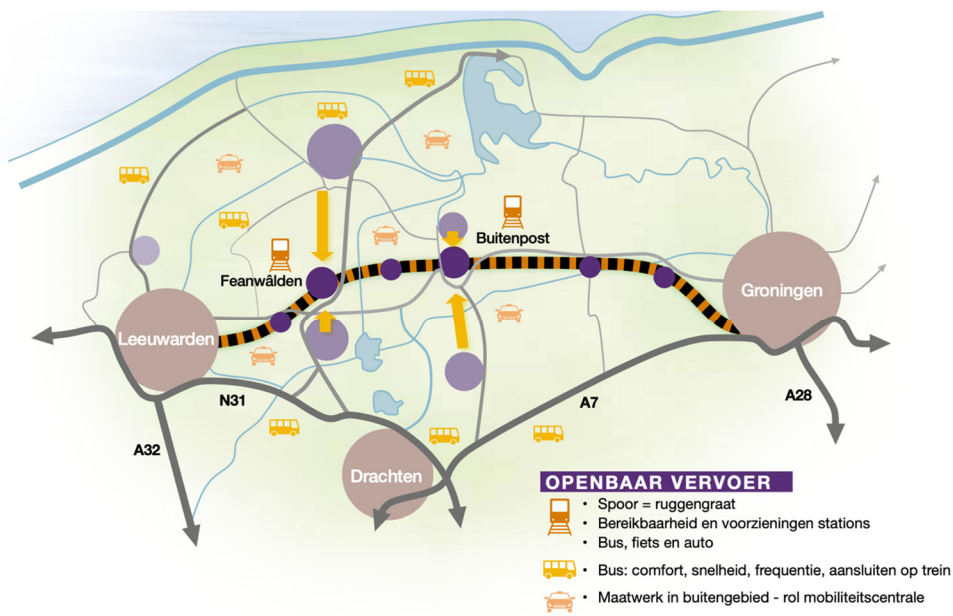 Buitenpost
Feanwâlden
Groningen
Leeuwarden
N31
A7
A28
A32
Drachten
OPENBAAR VERVOER
• Spoor = ruggengraat
• Bereikbaarheid en voorzieningen stations
• Bus, fiets en auto
• Bus: comfort, snelheid, frequentie, aansluiten op trein
• Maatwerk in buitengebied - rol mobiliteitscentrale